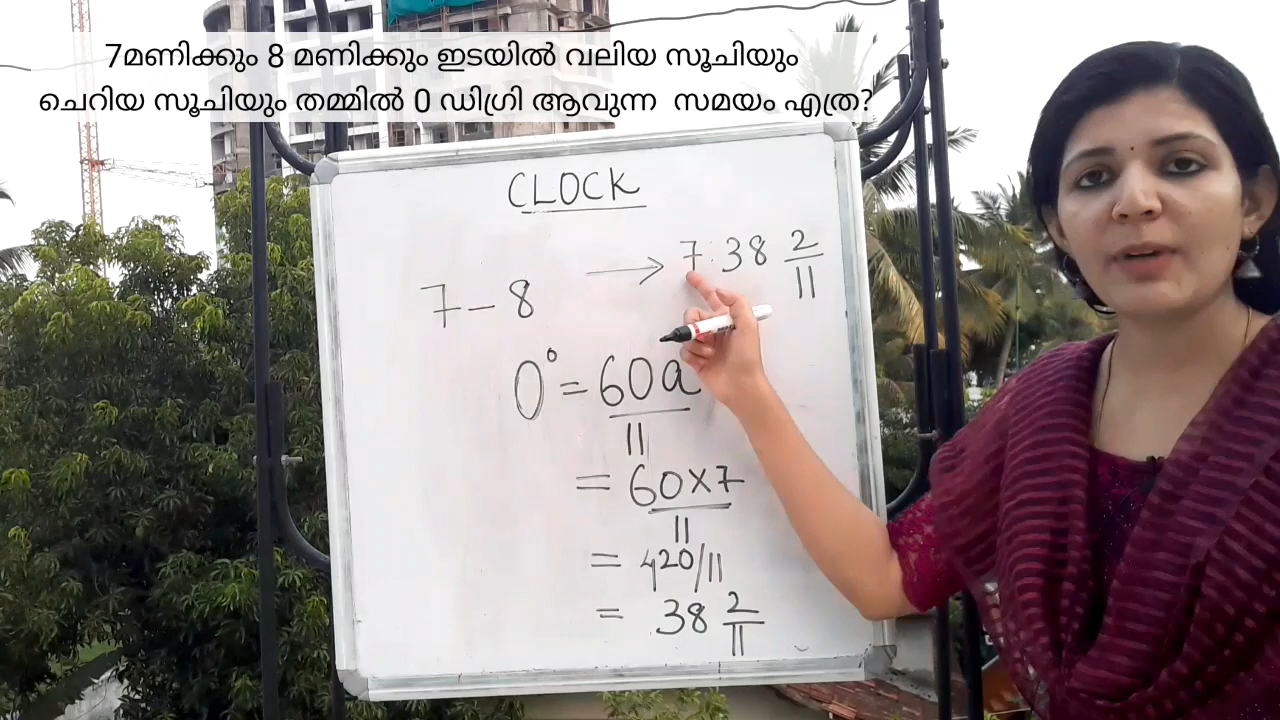 7മണിക്കും 8 മണിക്കും ഇടയിൽ വലിയ സൂചിയും
ചെറിയ സൂചിയും തമ്മിൽ 0 ഡിഗ്രി ആവുന്ന സമയം എത്ര?
CLOCK
7 - 8 → 7:38 2/11
0° = 60a/11
= 60×7/11
= 420/11
= 38 2/11